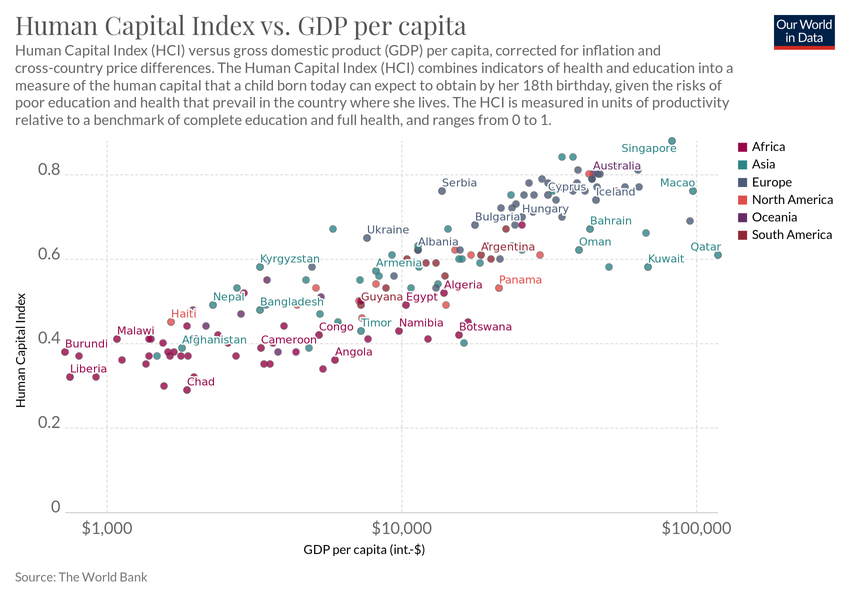 Human Capital Index vs. GDP per capita
Our World
in Data
Human Capital Index (HCI) versus gross domestic product (GDP) per capita, corrected for inflation and
cross-country price differences. The Human Capital Index (HCI) combines indicators of health and education into a
measure of the human capital that a child born today can expect to obtain by her 18th birthday, given the risks of
poor education and health that prevail in the country where she lives. The HCI is measured in units of productivity
relative to a benchmark of complete education and full health, and ranges from 0 to 1.
Singapore
Africa
Asia
Europe
North America
Oceania
South America
0.8
Australia
Serbia
Cyprus
Iceland
Macao
Hungary
Bulgaria
Bahrain
Ukraine
Albania
Argentina
Oman
Qatar
0.6
Kyrgyzstan
Armenia
Kuwait
Panama
Algeria
Nepal
Bangladesh
Guyana
Egypt
Haiti
Timor
Namibia
Botswana
Malawi
Congo
0.4
Burundi
Afghanistan
Cameroon
Angola
Liberia
Chad
0.2
0
Human Capital Index
$1,000
$10,000
$100,000
GDP per capita (int.-$)
Source: The World Bank